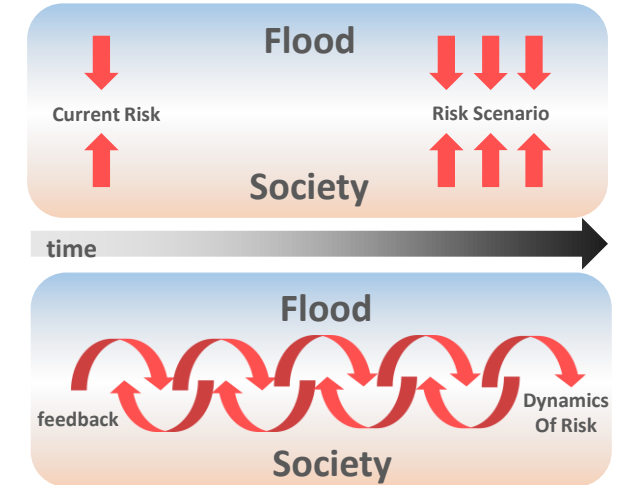 Flood
Current Risk
Risk Scenario
Society
time
Flood
feedback
Dynamics
Of Risk
Society